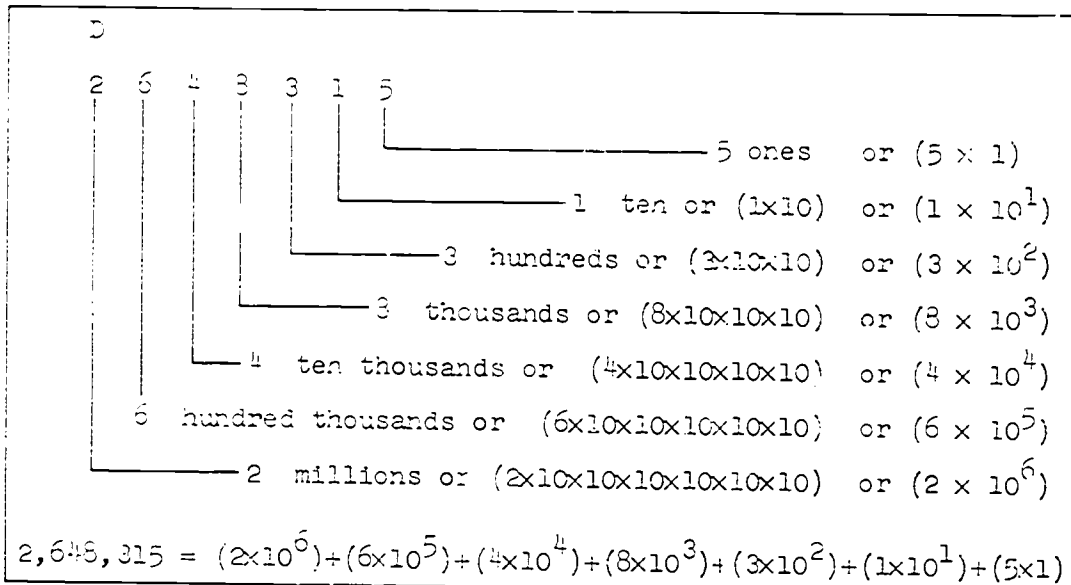 2 6 4 8 3 1 5
5 ones or (5 × 1)
1 ten or (1×10) or (1 × 10¹)
3 hundreds or (3×10×10) or (3 × 10²)
8 thousands or (8×10×10×10) or (8 × 10³)
4 ten thousands or (4×10×10×10×10) or (4 × 10⁴)
6 hundred thousands or (6×10×10×10×10×10) or (6 × 10⁵)
2 millions or (2×10×10×10×10×10×10) or (2 × 10⁶)
2,648,315 = (2×10⁶)+(6×10⁵)+(4×10⁴)+(8×10³)+(3×10²)+(1×10¹)+(5×1)